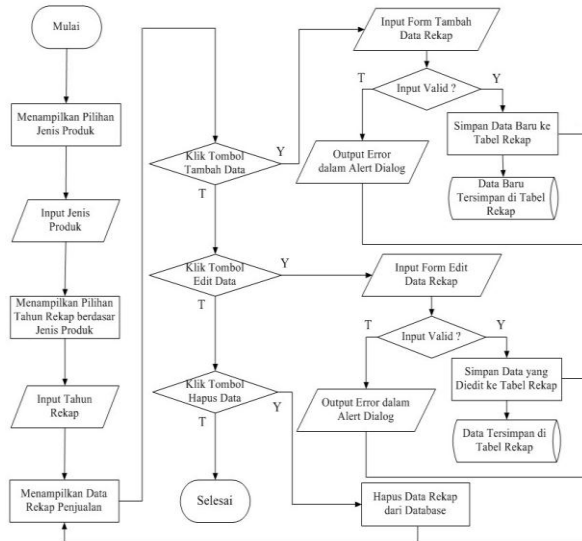 Mulai
Menampilkan Pilihan
Jenis Produk
Input Jenis
Produk
Menampilkan Pilihan
Tahun Rekap berdasar
Jenis Produk
Input Tahun
Rekap
Menampilkan Data
Rekap Penjualan
Klik Tombol
Tambah Data
Y
T
Input Form Tambah
Data Rekap
Input Valid ?
T
Y
Output Error
dalam Alert Dialog
Simpan Data Baru ke
Tabel Rekap
Data Baru
Tersimpan di Tabel
Rekap
Klik Tombol
Edit Data
Y
T
Input Form Edit
Data Rekap
Input Valid ?
T
Y
Output Error dalam
Alert Dialog
Simpan Data yang
Diedit ke Tabel Rekap
Data Tersimpan di
Tabel Rekap
Klik Tombol
Hapus Data
Y
T
Selesai
Hapus Data Rekap
dari Database